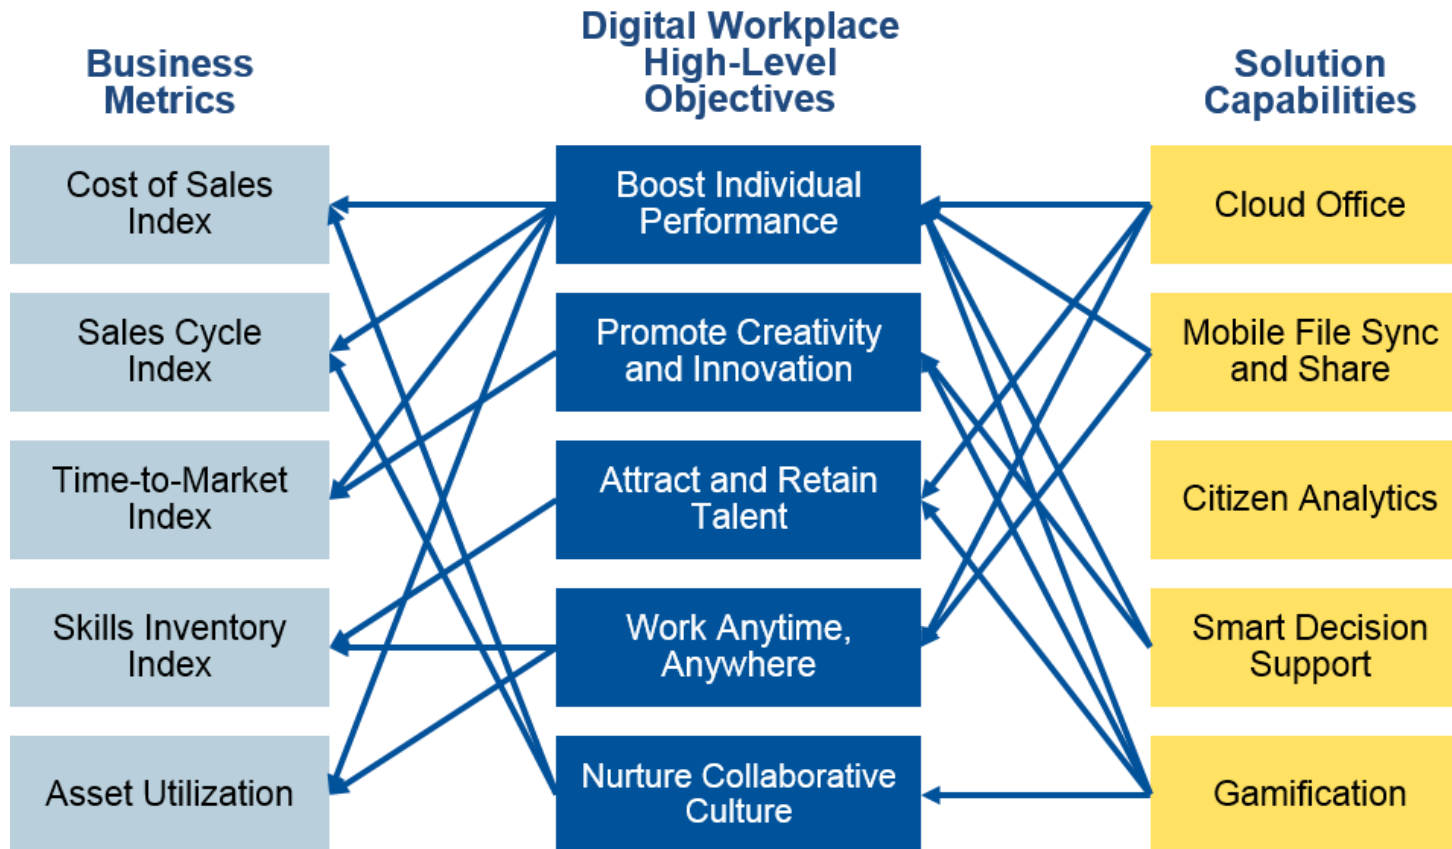 Business
Metrics
Digital Workplace
High-Level
Objectives
Solution
Capabilities
Cost of Sales
Index
Boost Individual
Performance
Cloud Office
Sales Cycle
Index
Promote Creativity
and Innovation
Mobile File Sync
and Share
Time-to-Market
Index
Attract and Retain
Talent
Citizen Analytics
Skills Inventory
Index
Work Anytime,
Anywhere
Smart Decision
Support
Asset Utilization
Nurture Collaborative
Culture
Gamification